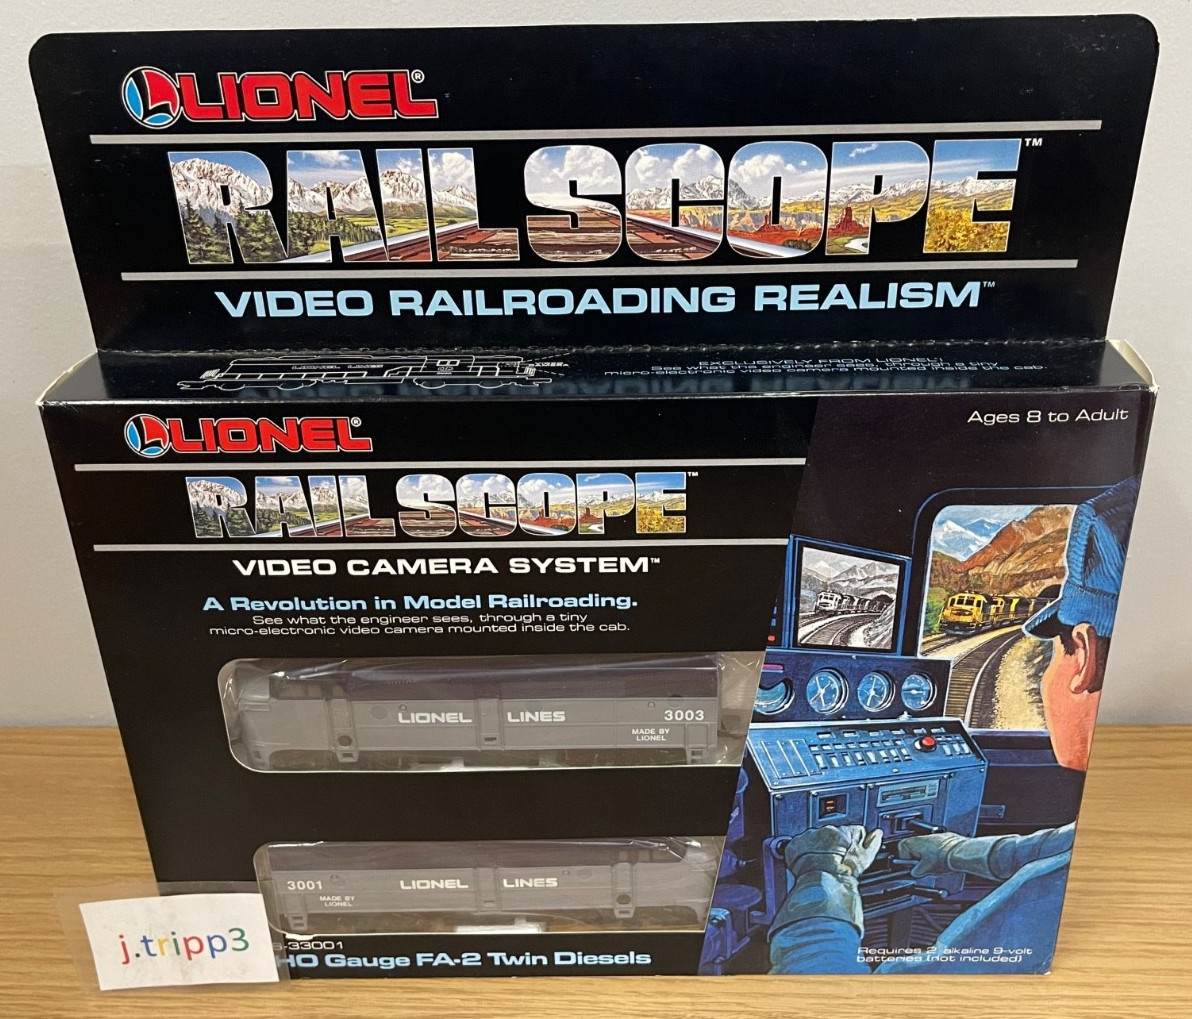 LIONEL®
RAILSCOPE™
VIDEO RAILROADING REALISM™
LIONEL LINES
EXCLUSIVELY FROM LIONEL!
See what the engineer sees, through a tiny
micro-electronic video camera mounted inside the cab.
LIONEL®
Ages 8 to Adult
RAILSCOPE™
VIDEO CAMERA SYSTEM™
A Revolution in Model Railroading.
See what the engineer sees, through a tiny
micro-electronic video camera mounted inside the cab.
LIONEL LINES 3003
MADE BY
LIONEL
3001 LIONEL LINES
MADE BY
LIONEL
j.tripp3
-33001
HO Gauge FA-2 Twin Diesels
Requires 2 alkaline 9-volt
batteries (not included)